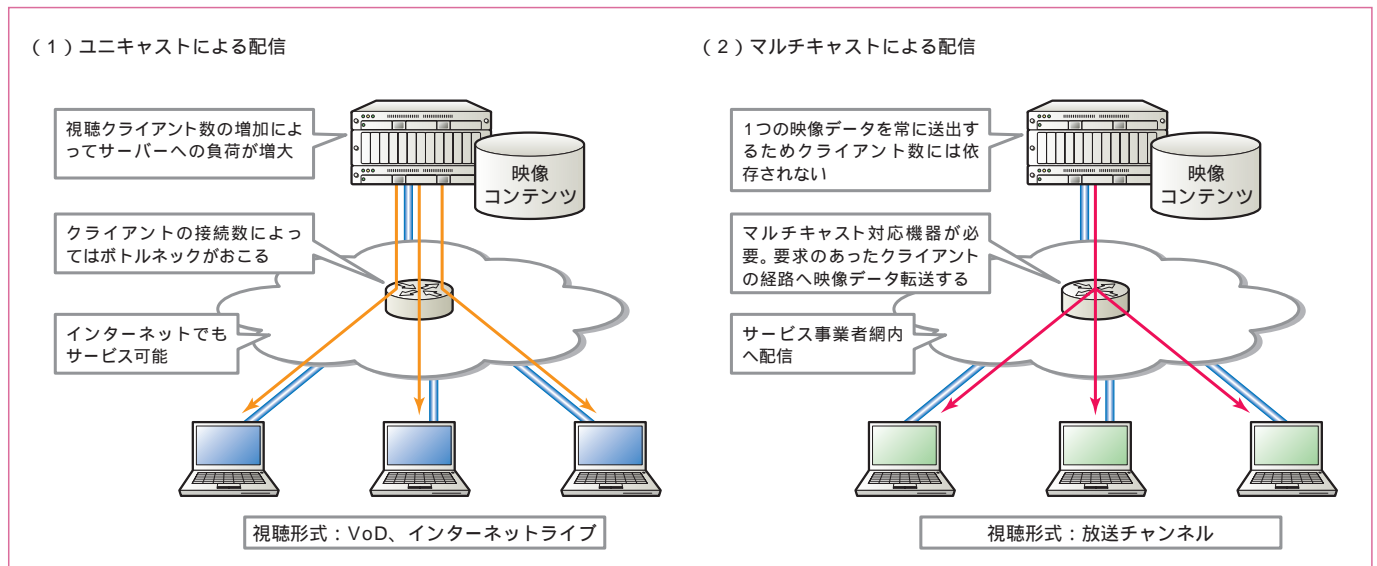 （1）ユニキャストによる配信
視聴クライアント数の増加によ
ってサーバーへの負荷が増大
映像
コンテンツ
クライアントの接続数によっ
てはボトルネックがおこる
インターネットでも
サービス可能
視聴形式：VoD、インターネットライブ
（2）マルチキャストによる配信
1つの映像データを常に送出す
るためクライアント数には依
存されない
映像
コンテンツ
マルチキャスト対応機器が必
要。要求のあったクライアント
の経路へ映像データ転送する
サービス事業者網内
へ配信
視聴形式：放送チャンネル